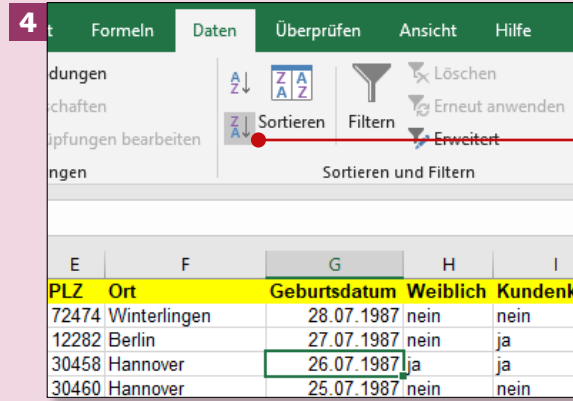 4
t Formeln Daten Überprüfen Ansicht Hilfe
dungen
chaften
üpfungen bearbeiten
ngen
A
Z
Z
A
Z A
A Z
Sortieren
Filtern
Löschen
Erneut anwenden
Erweitert
Sortieren und Filtern
E F G H I
PLZ Ort Geburtsdatum Weiblich Kundenk
72474 Winterlingen 28.07.1987 nein nein
12282 Berlin 27.07.1987 nein ja
30458 Hannover 26.07.1987 ja ja
30460 Hannover 25.07.1987 nein nein